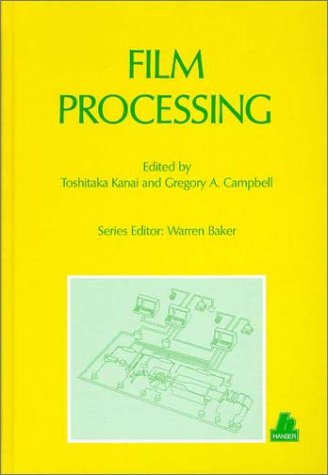 FILM
PROCESSING
Edited by
Toshitaka Kanai and Gregory A. Campbell
Series Editor: Warren Baker
h
HANSER